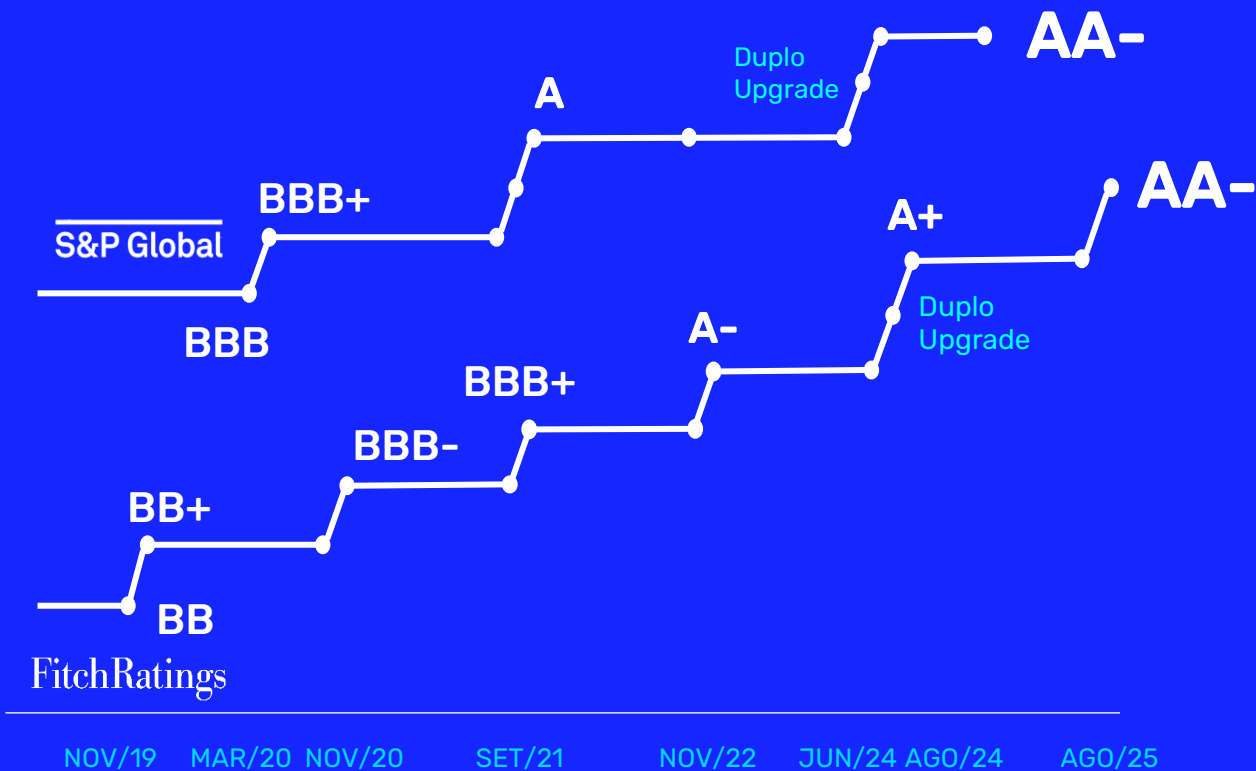 AA-
Duplo
Upgrade
A
AA-
BBB+
A+
S&P Global
Duplo
Upgrade
BBB
A-
BBB+
BBB-
BB+
BB
FitchRatings
NOV/19 MAR/20 NOV/20 SET/21 NOV/22 JUN/24 AGO/24 AGO/25